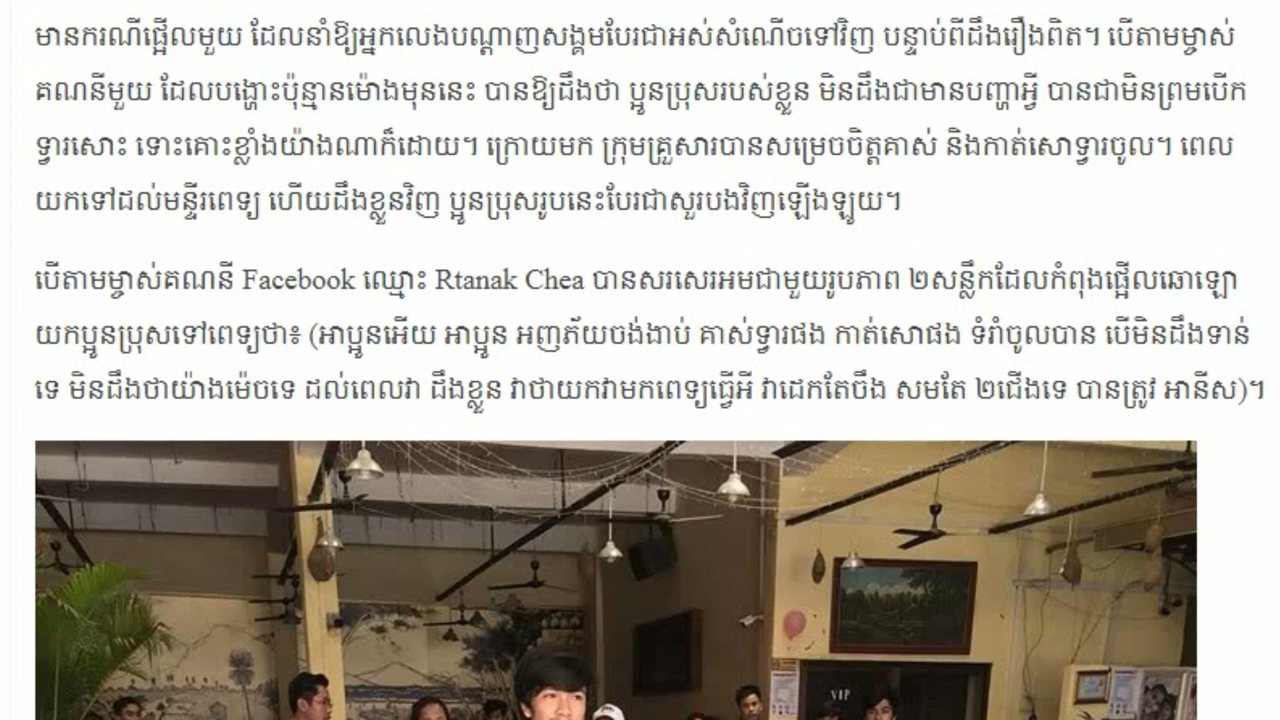 មានករណីផ្អើលមួយ ដែលនាំឱ្យអ្នកលេងបណ្ដាញសង្គមបែរជាអស់សំណើចទៅវិញ បន្ទាប់ពីដឹងរឿងពិត។ បើតាមម្ចាស់
គណនីមួយ ដែលបង្ហោះប៉ុន្មានម៉ោងមុននេះ បានឱ្យដឹងថា ប្អូនប្រុសរបស់ខ្លួន មិនដឹងជាមានបញ្ហាអ្វី បានជាមិនព្រមបើក
ទ្វារសោះ ទោះគោះខ្លាំងយ៉ាងណាក៏ដោយ។ ក្រោយមក ក្រុមគ្រួសារបានសម្រេចចិត្តគាស់ និងកាត់សោទ្វារចូល។ ពេល
យកទៅដល់មន្ទីរពេទ្យ ហើយដឹងខ្លួនវិញ ប្អូនប្រុសរូបនេះបែរជាសួរបងវិញឡើងឡូយ។
បើតាមម្ចាស់គណនី Facebook ឈ្មោះ Rtanak Chea បានសរសេរអមជាមួយរូបភាព ២សន្លឹកដែលកំពុងផ្អើលឆោឡោ
យកប្អូនប្រុសទៅពេទ្យថា៖ (អាប្អូនអើយ អាប្អូន អញភ័យចង់ងាប់ គាស់ទ្វារផង កាត់សោផង ទំរាំចូលបាន បើមិនដឹងទាន់
ទេ មិនដឹងថាយ៉ាងម៉េចទេ ដល់ពេលវា ដឹងខ្លួន វាថាយកវាមកពេទ្យធ្វើអី វាដេកតែចឹង សមតែ ២ជើងទេ បានត្រូវ អានីស)។
VIP